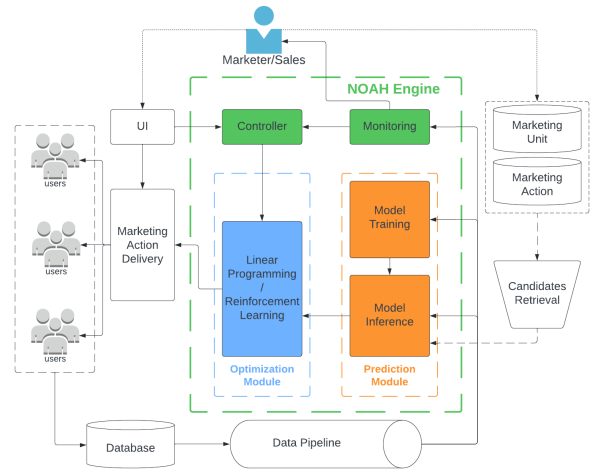 Marketer/Sales
NOAH Engine
UI
Controller
Monitoring
Marketing
Unit
Marketing
Action
users
users
users
Marketing
Action
Delivery
Linear
Programming
/
Reinforcement
Learning
Optimization
Module
Model
Training
Model
Inference
Prediction
Module
Candidates
Retrieval
Database
Data Pipeline